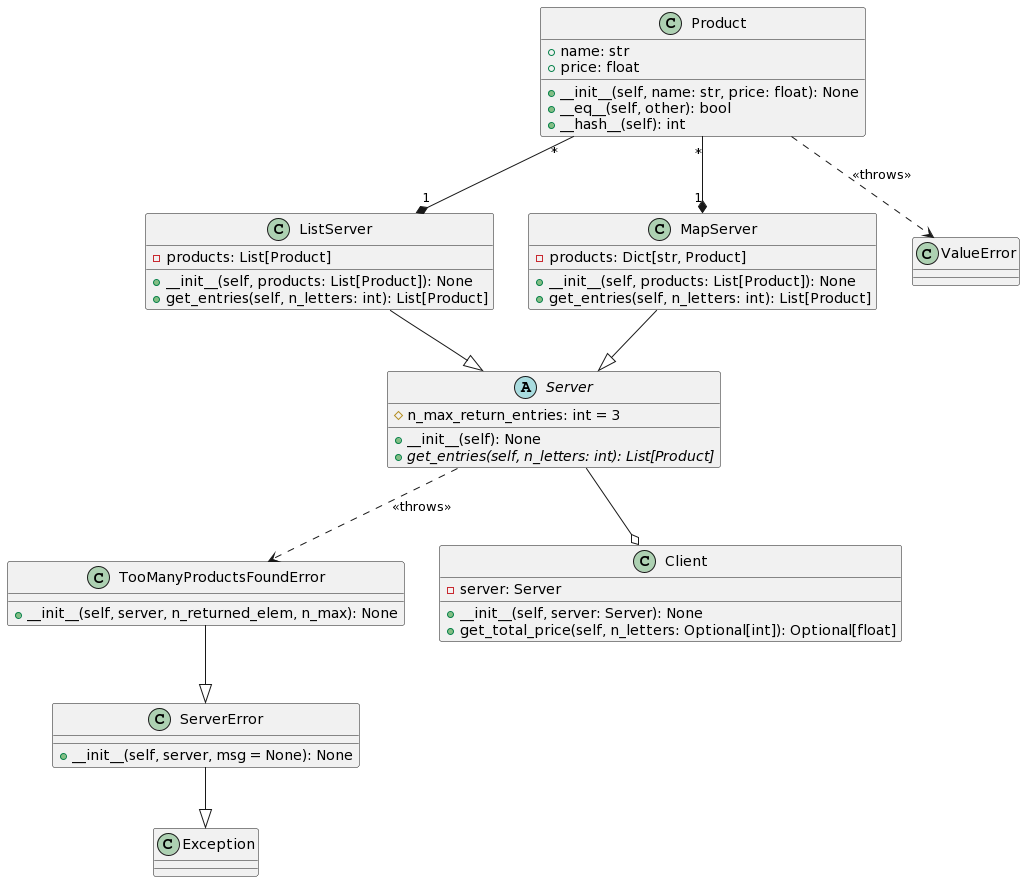 C Product
name: str
price: float
__init__(self, name: str, price: float): None
__eq__(self, other): bool
__hash__(self): int
*
*
«throws»
1
1
C ListServer
products: List[Product]
__init__(self, products: List[Product]): None
get_entries(self, n_letters: int): List[Product]
C MapServer
products: Dict[str, Product]
__init__(self, products: List[Product]): None
get_entries(self, n_letters: int): List[Product]
C ValueError
A Server
n_max_return_entries: int = 3
__init__(self): None
get_entries(self, n_letters: int): List[Product]
«throws»
C TooManyProductsFoundError
__init__(self, server, n_returned_elem, n_max): None
C Client
server: Server
__init__(self, server: Server): None
get_total_price(self, n_letters: Optional[int]): Optional[float]
C ServerError
__init__(self, server, msg = None): None
C Exception